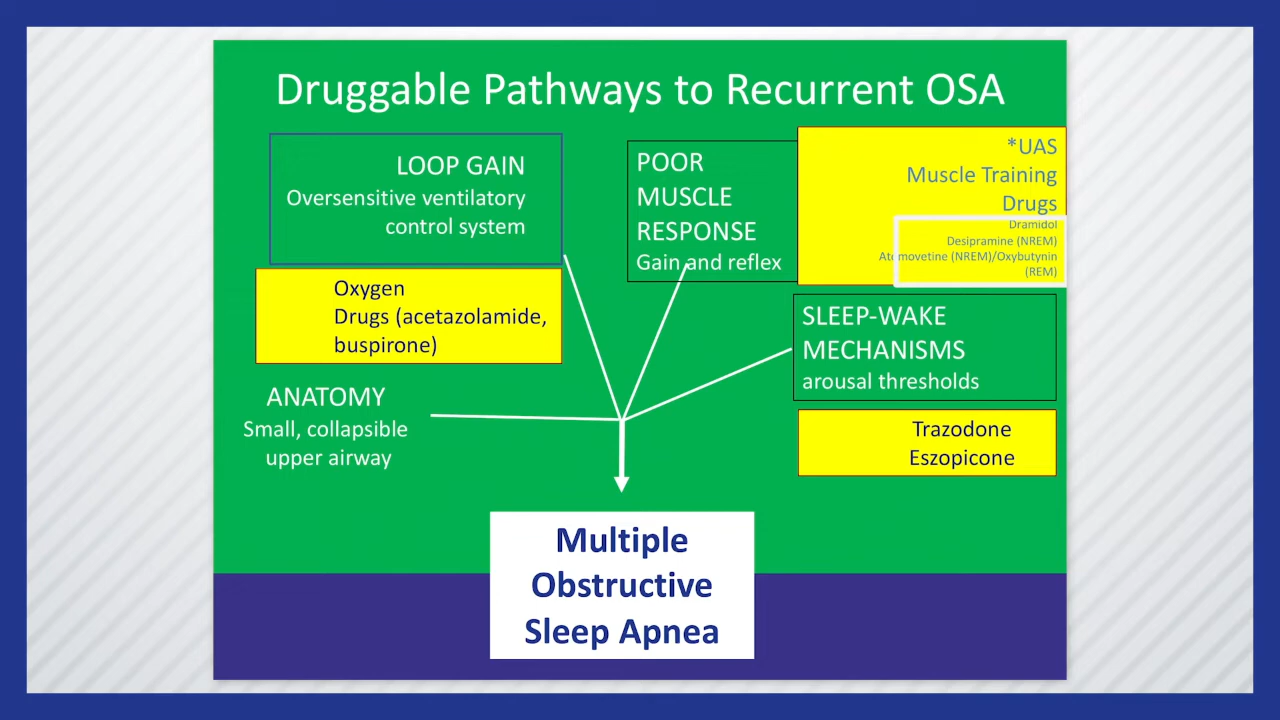 Druggable Pathways to Recurrent OSA
LOOP GAIN
Oversensitive ventilatory
control system
Oxygen
Drugs (acetazolamide,
buspirone)
ANATOMY
Small, collapsible
upper airway
POOR
MUSCLE
RESPONSE
Gain and reflex
*UAS
Muscle Training
Drugs
Dramidol
Desipramine (NREM)
Atomovetine (NREM)/Oxybutynin
(REM)
SLEEP-WAKE
MECHANISMS
arousal thresholds
Trazodone
Eszopicone
Multiple
Obstructive
Sleep Apnea